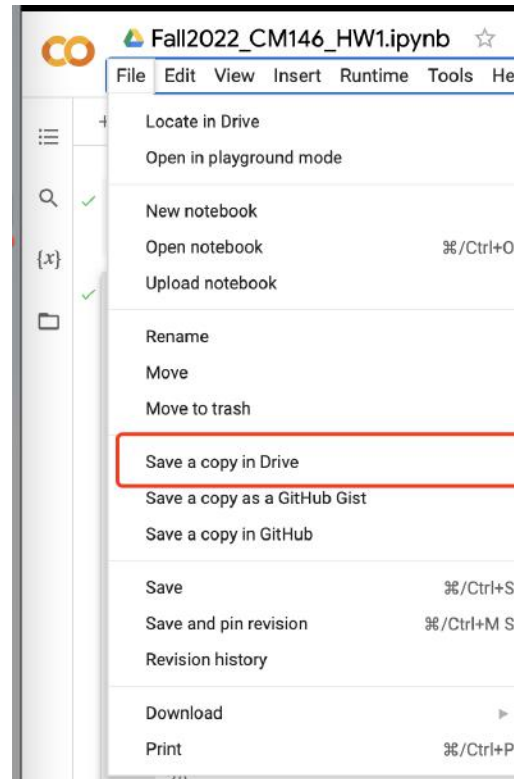 Fall2022_CM146_HW1.ipynb
File Edit View Insert Runtime Tools He
Locate in Drive
Open in playground mode
New notebook
Open notebook ⌘/Ctrl+O
{x}
Upload notebook
Rename
Move
Move to trash
Save a copy in Drive
Save a copy as a GitHub Gist
Save a copy in GitHub
Save ⌘/Ctrl+S
Save and pin revision ⌘/Ctrl+M S
Revision history
Download
Print ⌘/Ctrl+P